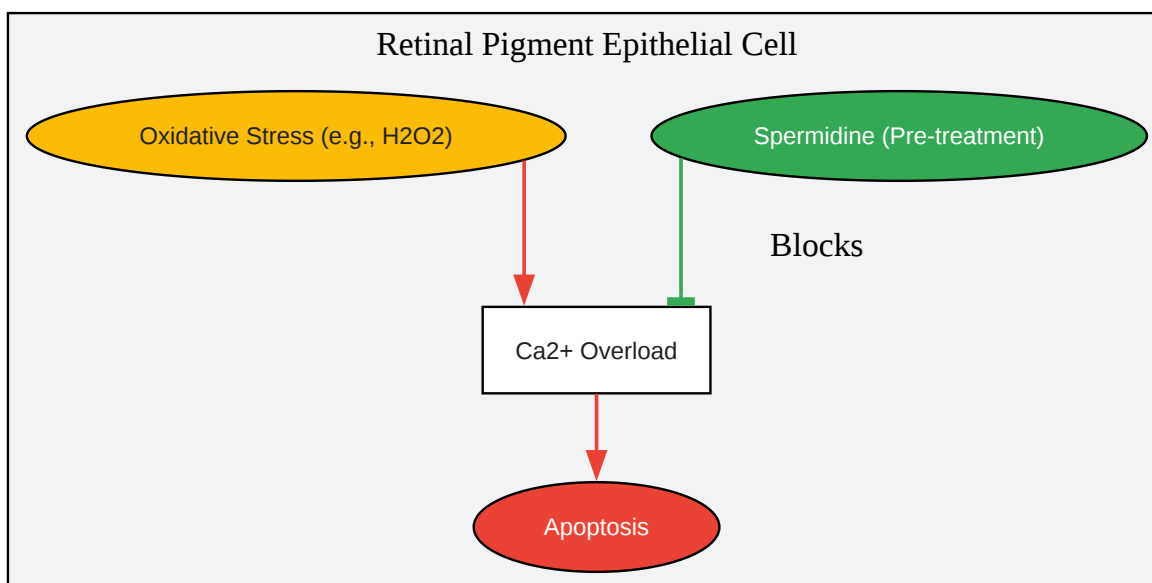 Retinal Pigment Epithelial Cell
Oxidative Stress (e.g., H2O2)
Spermidine (Pre-treatment)
Blocks
Ca2+ Overload
Apoptosis